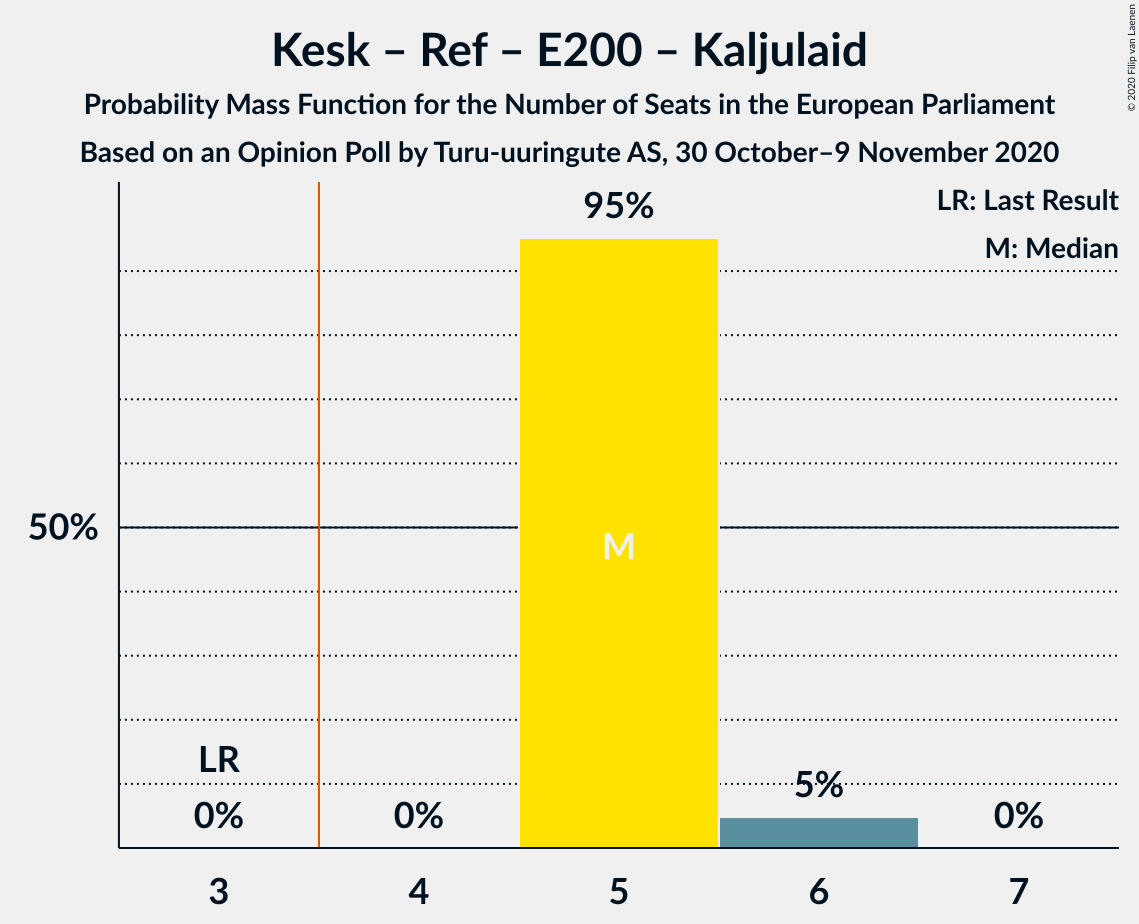 Kesk – Ref – E200 – Kaljulaid
Probability Mass Function for the Number of Seats in the European Parliament
Based on an Opinion Poll by Turu-uuringute AS, 30 October–9 November 2020
© 2020 Filip van Laenen
LR: Last Result
M: Median
95%
50%
M
LR
0%
0%
5%
0%
3
4
5
6
7